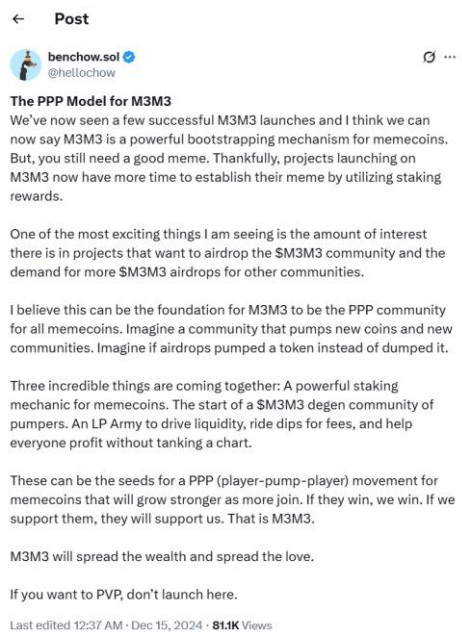 Post
benchow.sol
@hellochow
The PPP Model for M3M3
We've now seen a few successful M3M3 launches and I think we can
now say M3M3 is a powerful bootstrapping mechanism for memecoins.
But, you still need a good meme. Thankfully, projects launching on
M3M3 now have more time to establish their meme by utilizing staking
rewards.
One of the most exciting things I am seeing is the amount of interest
there is in projects that want to airdrop the $M3M3 community and the
demand for more $M3M3 airdrops for other communities.
I believe this can be the foundation for M3M3 to be the PPP community
for all memecoins. Imagine a community that pumps new coins and new
communities. Imagine if airdrops pumped a token instead of dumped it.
Three incredible things are coming together: A powerful staking
mechanic for memecoins. The start of a $M3M3 degen community of
pumpers. An LP Army to drive liquidity, ride dips for fees, and help
everyone profit without tanking a chart.
These can be the seeds for a PPP (player-pump-player) movement for
memecoins that will grow stronger as more join. If they win, we win. If we
support them, they will support us. That is M3M3.
M3M3 will spread the wealth and spread the love.
If you want to PVP, don't launch here.
Last edited 12:37 AM · Dec 15, 2024 · 81.1K Views